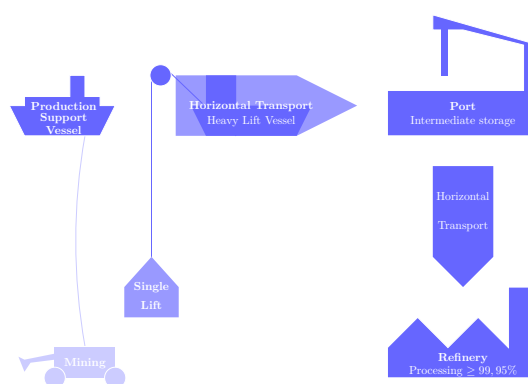 Production
Support
Vessel
Horizontal Transport
Heavy Lift Vessel
Port
Intermediate storage
Horizontal
Transport
Single
Lift
Mining
Refinery
Processing ≥ 99, 95%